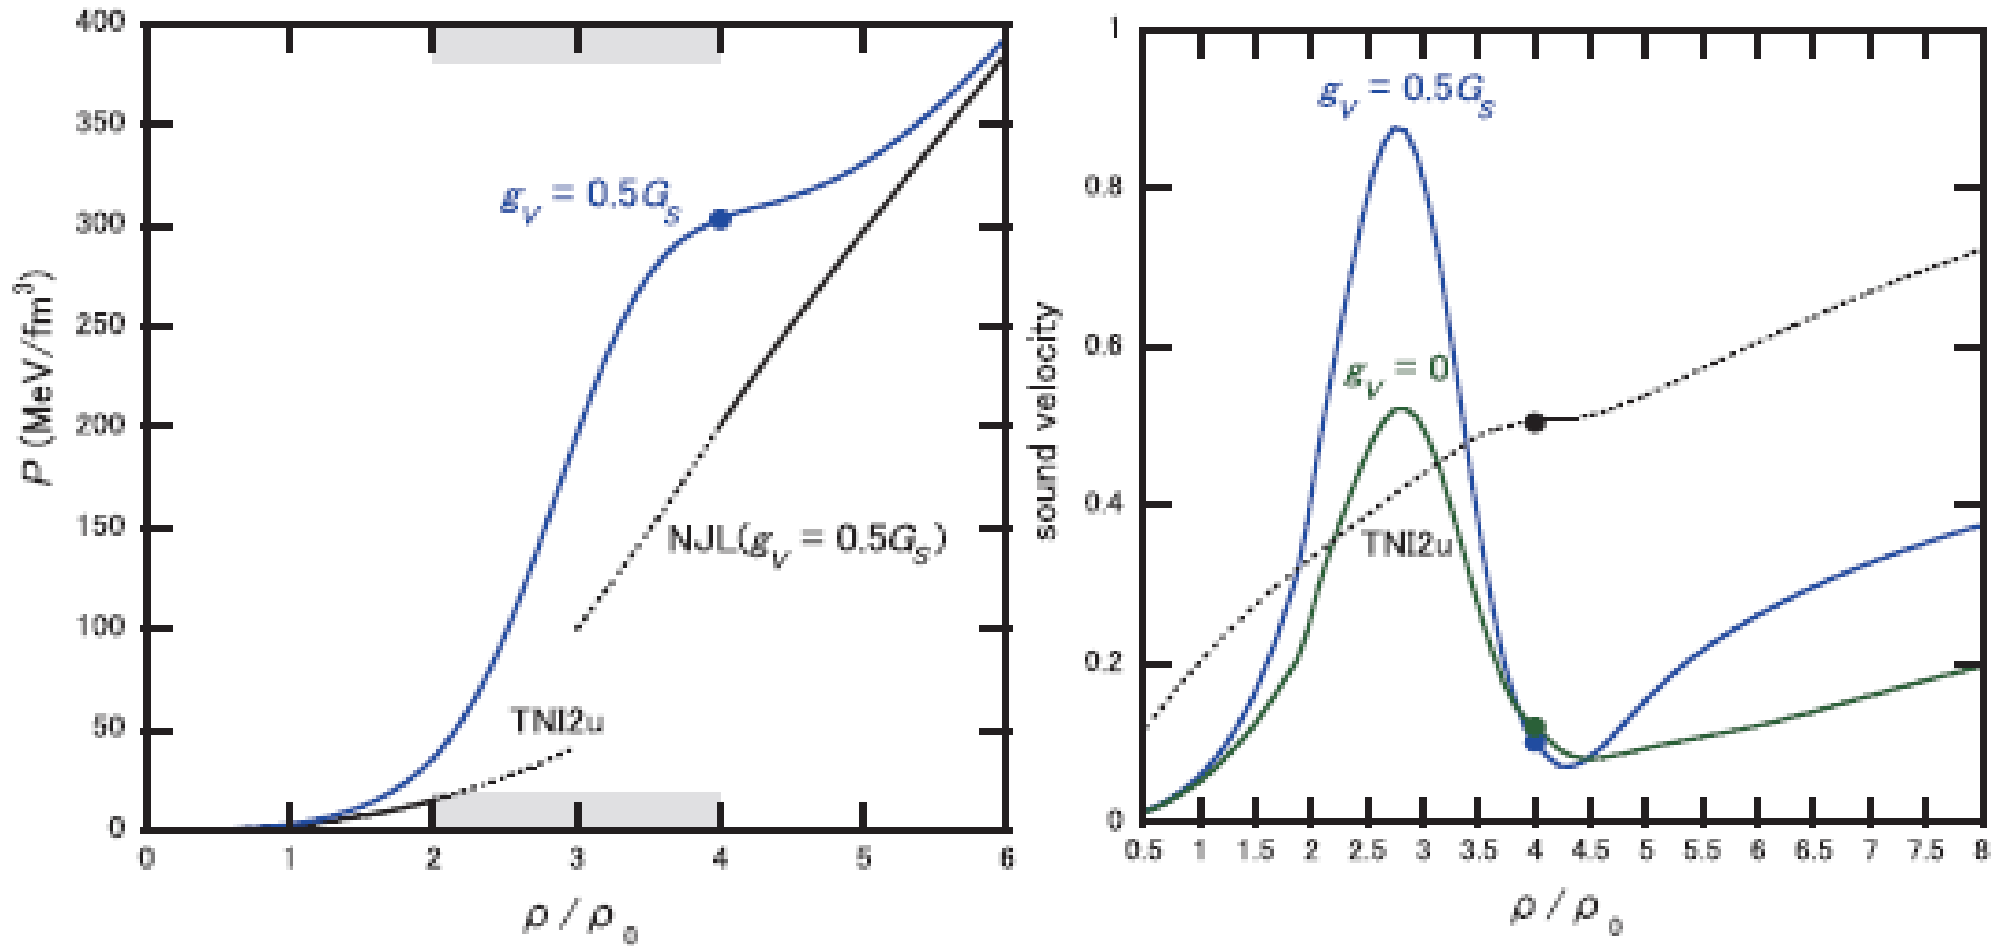 400
350
300
250
200
150
100
50
0
P (MeV/fm³)
g_V = 0.5G_S
NJL(g_V = 0.5G_S)
TNI2u
0 1 2 3 4 5 6
ρ / ρ₀
1
0.8
0.6
0.4
0.2
0
sound velocity
g_V = 0.5G_S
g_V = 0
TNI2u
0.5 1 1.5 2 2.5 3 3.5 4 4.5 5 5.5 6 6.5 7 7.5 8
ρ / ρ₀